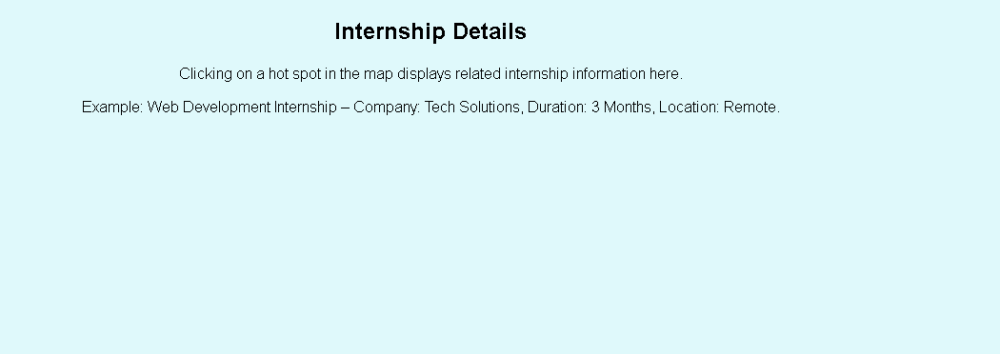 Internship Details
Clicking on a hot spot in the map displays related internship information here.
Example: Web Development Internship – Company: Tech Solutions, Duration: 3 Months, Location: Remote.